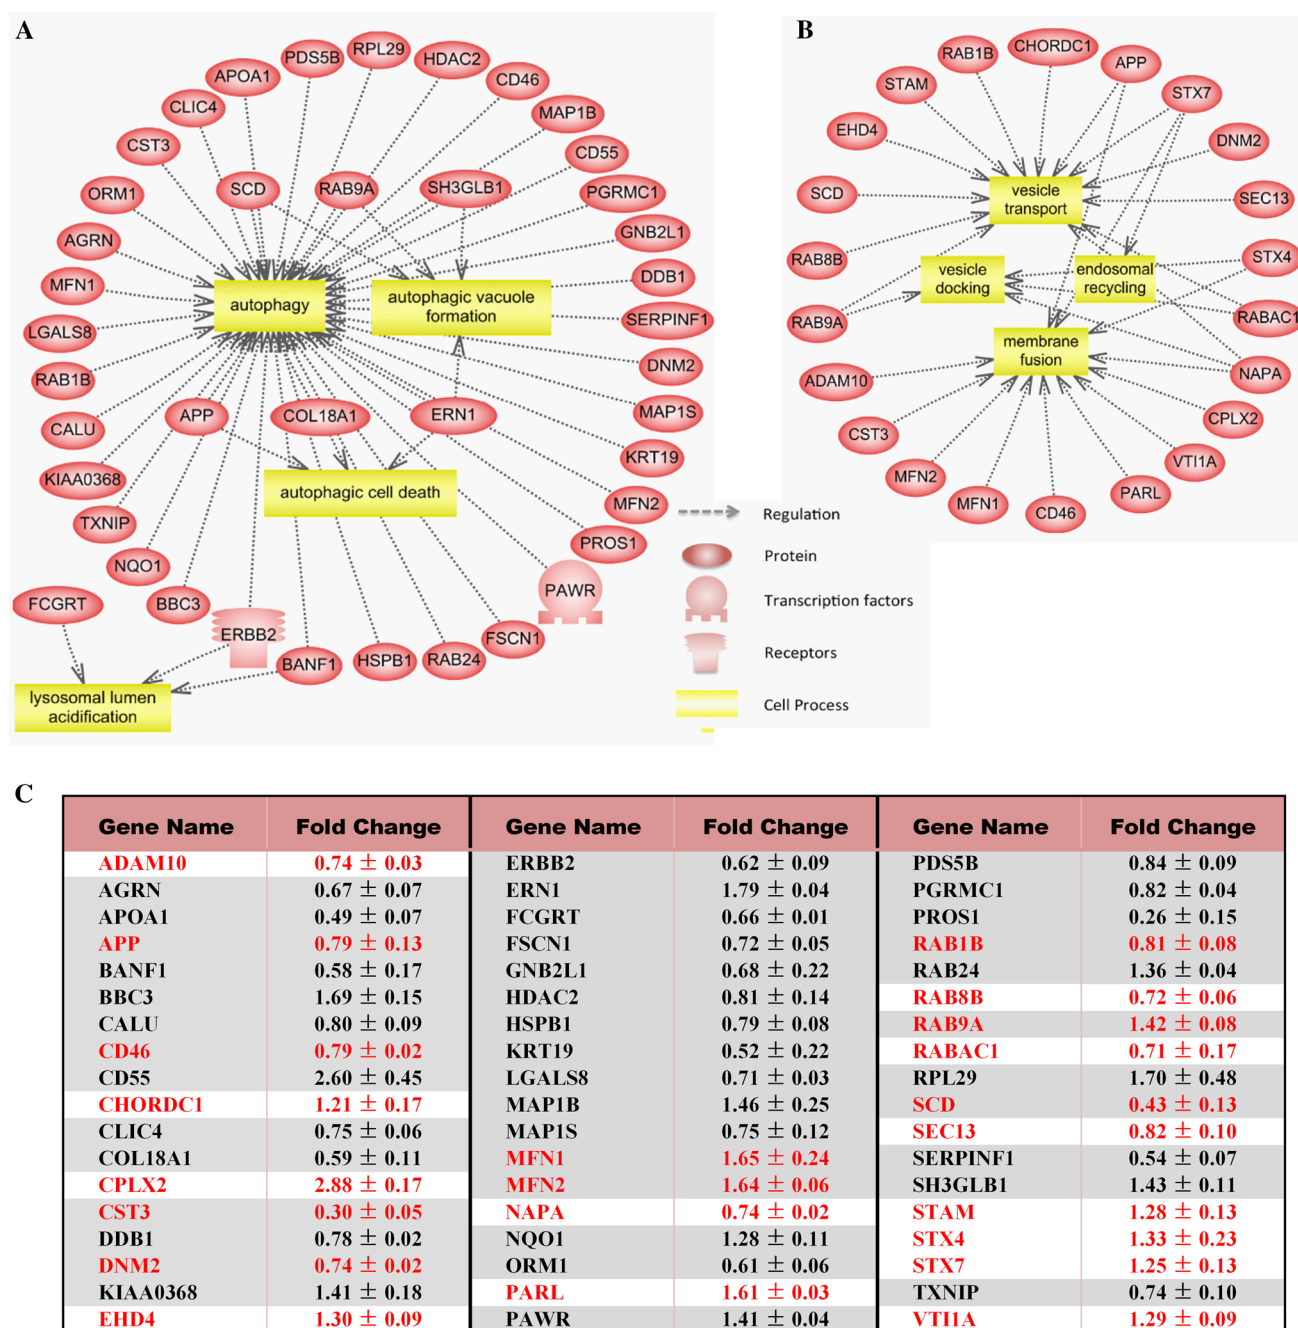 A
PDS5B
RPL29
HDAC2
APOA1
CD46
CLIC4
MAP1B
CST3
CD55
ORM1
SCD
RAB9A
SH3GLB1
PGRMC1
AGRN
GNB2L1
MFN1
DDB1
autophagy
autophagic vacuole
formation
LGALS8
SERPINF1
RAB1B
DNM2
CALU
APP
COL18A1
ERN1
MAP1S
KIAA0368
KRT19
autophagic cell death
TXNIP
MFN2
NQO1
PROS1
FCGRT
BBC3
PAWR
ERBB2
FSCN1
BANF1
HSPB1
RAB24
lysosomal lumen
acidification
B
RAB1B
CHORDC1
APP
STAM
STX7
EHD4
DNM2
SCD
vesicle
transport
SEC13
RAB8B
vesicle
docking
endosomal
recycling
STX4
RAB9A
RABAC1
membrane
fusion
ADAM10
NAPA
CST3
CPLX2
MFN2
VTI1A
MFN1
CD46
PARL
Regulation
Protein
Transcription factors
Receptors
Cell Process
C
Gene Name Fold Change Gene Name Fold Change Gene Name Fold Change
ADAM10 0.74 ± 0.03 ERBB2 0.62 ± 0.09 PDS5B 0.84 ± 0.09
AGRN 0.67 ± 0.07 ERN1 1.79 ± 0.04 PGRMC1 0.82 ± 0.04
APOA1 0.49 ± 0.07 FCGRT 0.66 ± 0.01 PROS1 0.26 ± 0.15
APP 0.79 ± 0.13 FSCN1 0.72 ± 0.05 RAB1B 0.81 ± 0.08
BANF1 0.58 ± 0.17 GNB2L1 0.68 ± 0.22 RAB24 1.36 ± 0.04
BBC3 1.69 ± 0.15 HDAC2 0.81 ± 0.14 RAB8B 0.72 ± 0.06
CALU 0.80 ± 0.09 HSPB1 0.79 ± 0.08 RAB9A 1.42 ± 0.08
CD46 0.79 ± 0.02 KRT19 0.52 ± 0.22 RABAC1 0.71 ± 0.17
CD55 2.60 ± 0.45 LGALS8 0.71 ± 0.03 RPL29 1.70 ± 0.48
CHORDC1 1.21 ± 0.17 MAP1B 1.46 ± 0.25 SCD 0.43 ± 0.13
CLIC4 0.75 ± 0.06 MAP1S 0.75 ± 0.12 SEC13 0.82 ± 0.10
COL18A1 0.59 ± 0.11 MFN1 1.65 ± 0.24 SERPINF1 0.54 ± 0.07
CPLX2 2.88 ± 0.17 MFN2 1.64 ± 0.06 SH3GLB1 1.43 ± 0.11
CST3 0.30 ± 0.05 NAPA 0.74 ± 0.02 STAM 1.28 ± 0.13
DDB1 0.78 ± 0.02 NQO1 1.28 ± 0.11 STX4 1.33 ± 0.23
DNM2 0.74 ± 0.02 ORM1 0.61 ± 0.06 STX7 1.25 ± 0.13
KIAA0368 1.41 ± 0.18 PARL 1.61 ± 0.03 TXNIP 0.74 ± 0.10
EHD4 1.30 ± 0.09 PAWR 1.41 ± 0.04 VTI1A 1.29 ± 0.09